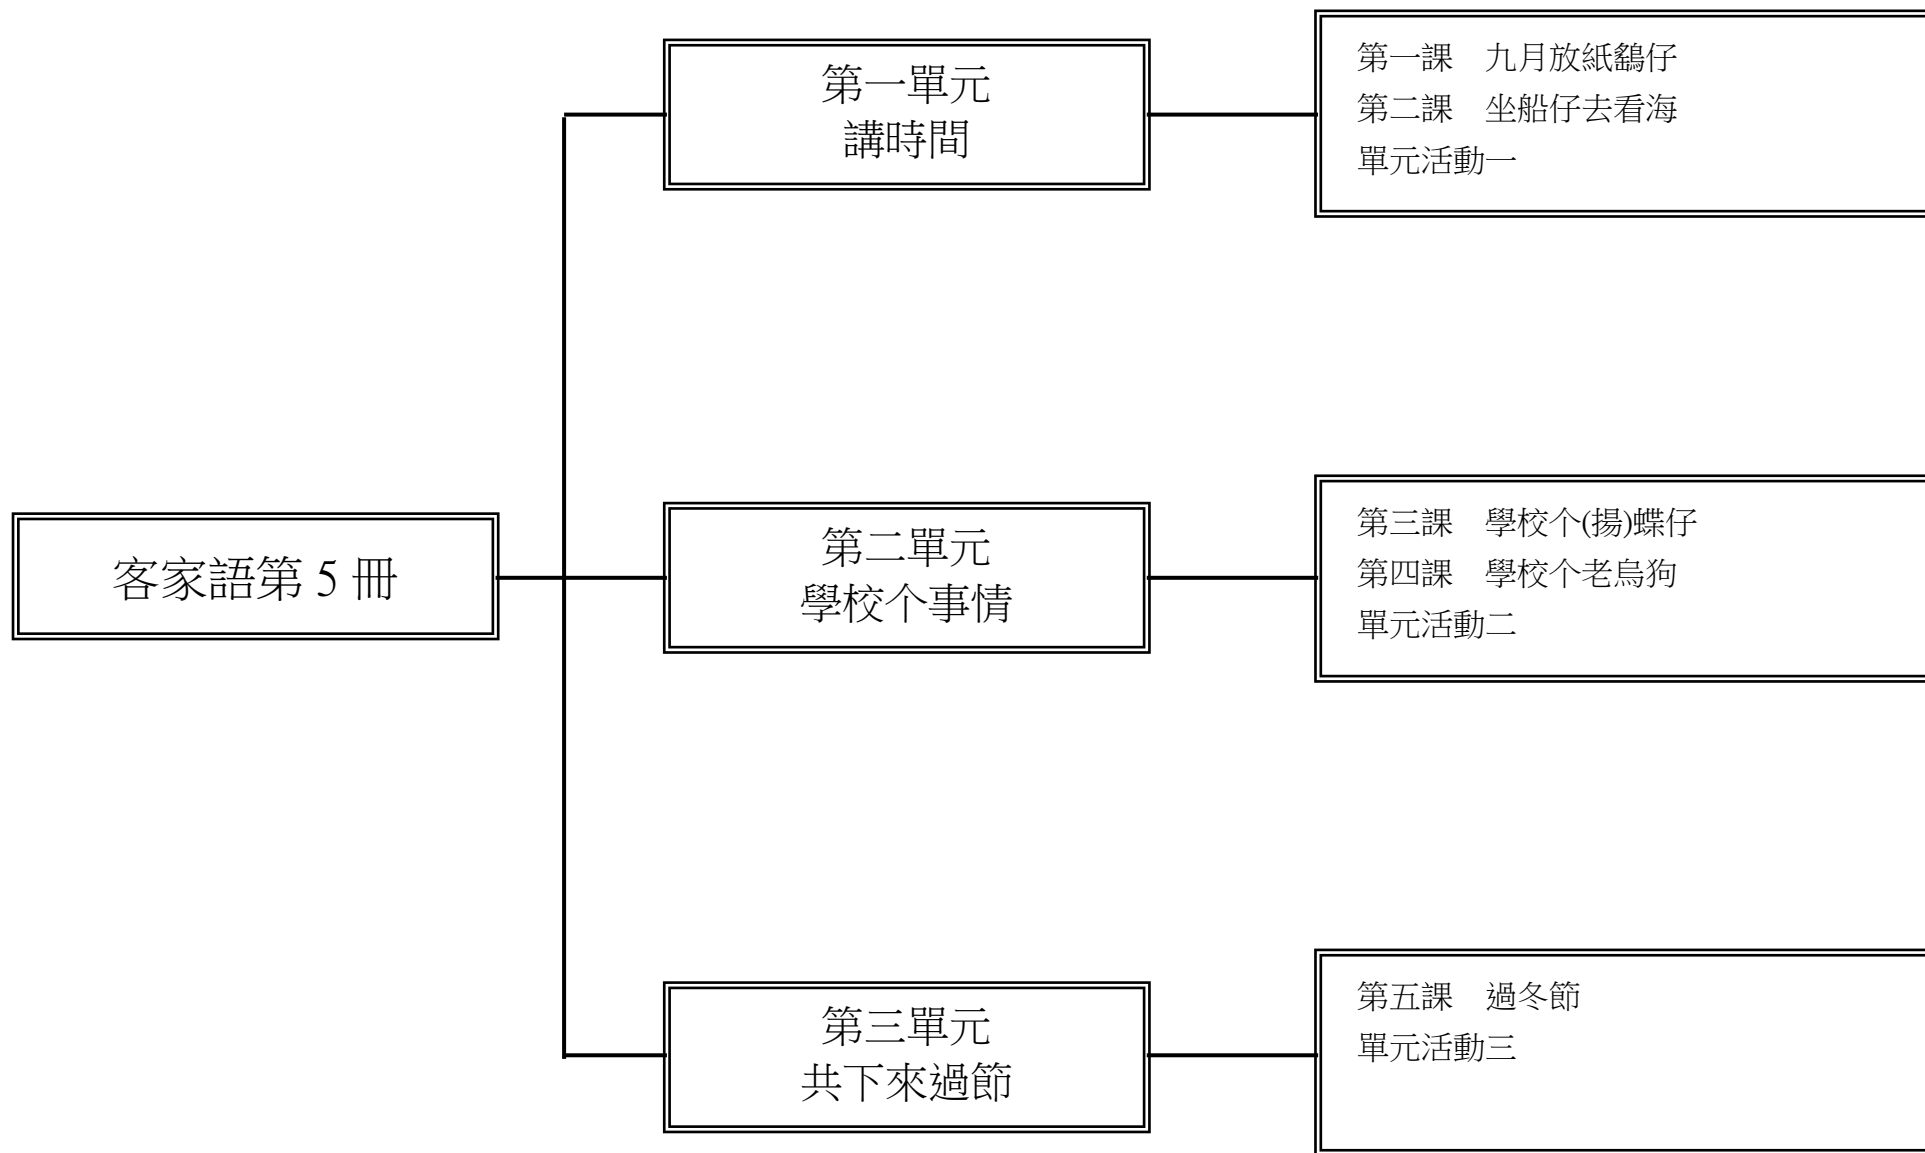 客家語第 5 冊
第一單元
講時間
第一課　九月放紙鷂仔
第二課　坐船仔去看海
單元活動一
第二單元
學校个事情
第三課　學校个(揚)蝶仔
第四課　學校个老烏狗
單元活動二
第三單元
共下來過節
第五課　過冬節
單元活動三